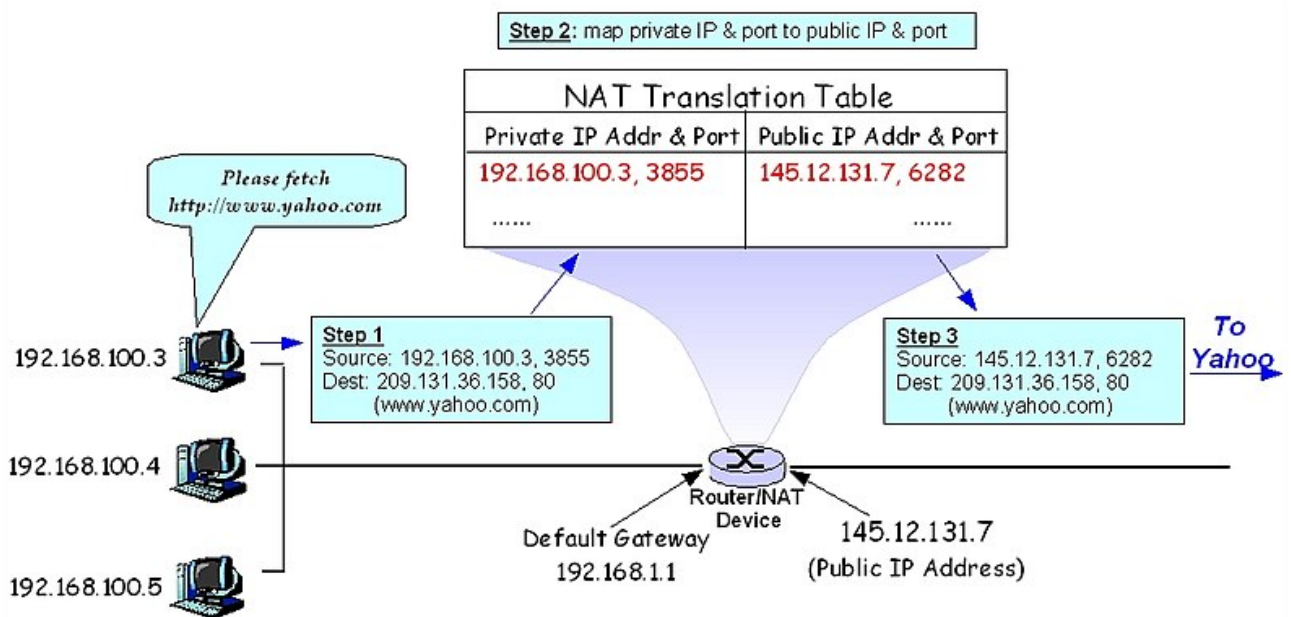 Step 2: map private IP & port to public IP & port
NAT Translation Table
Private IP Addr & Port Public IP Addr & Port
192.168.100.3, 3855 145.12.131.7, 6282
...... ......
Please fetch
http://www.yahoo.com
192.168.100.3
Step 1
Source: 192.168.100.3, 3855
Dest: 209.131.36.158, 80
(www.yahoo.com)
Step 3
Source: 145.12.131.7, 6282
Dest: 209.131.36.158, 80
(www.yahoo.com)
To
Yahoo
192.168.100.4
Router/NAT
Device
Default Gateway
192.168.1.1
145.12.131.7
(Public IP Address)
192.168.100.5